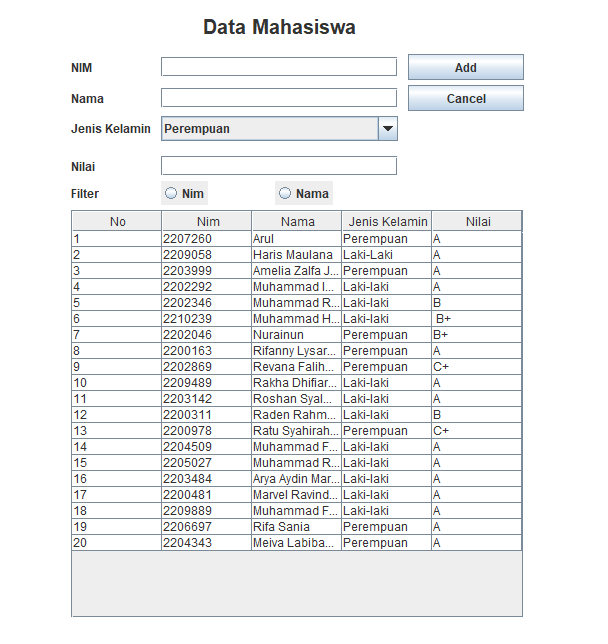 Data Mahasiswa
NIM Add
Nama Cancel
Jenis Kelamin Perempuan
Nilai
Filter Nim Nama
No Nim Nama Jenis Kelamin Nilai
1 2207260 Arul Perempuan A
2 2209058 Haris Maulana Laki-Laki A
3 2203999 Amelia Zalfa J... Perempuan A
4 2202292 Muhammad I... Laki-laki A
5 2202346 Muhammad R... Laki-laki B
6 2210239 Muhammad H... Laki-laki B+
7 2202046 Nurainun Perempuan B+
8 2200163 Rifanny Lysar... Perempuan A
9 2202869 Revana Falih... Perempuan C+
10 2209489 Rakha Dhifiar... Laki-laki A
11 2203142 Roshan Syal... Laki-laki A
12 2200311 Raden Rahm... Laki-laki B
13 2200978 Ratu Syahirah... Perempuan C+
14 2204509 Muhammad F... Laki-laki A
15 2205027 Muhammad R... Laki-laki A
16 2203484 Arya Aydin Mar... Laki-laki A
17 2200481 Marvel Ravind... Laki-laki A
18 2209889 Muhammad F... Laki-laki A
19 2206697 Rifa Sania Perempuan A
20 2204343 Meiva Labiba... Perempuan A